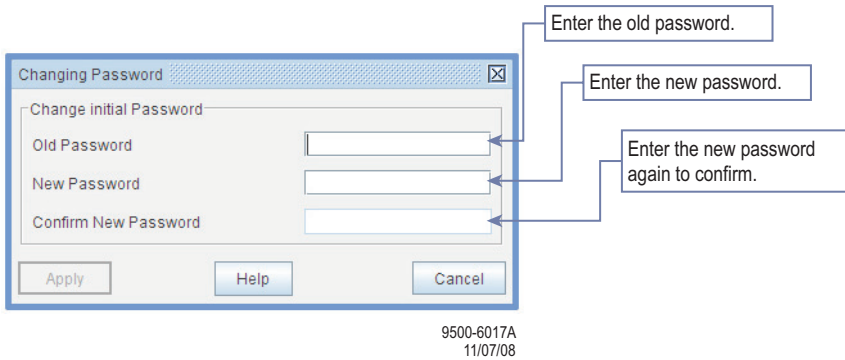 Enter the old password.
Changing Password
Enter the new password.
Change initial Password
Old Password
Enter the new password
again to confirm.
New Password
Confirm New Password
Apply
Help
Cancel
9500-6017A
11/07/08